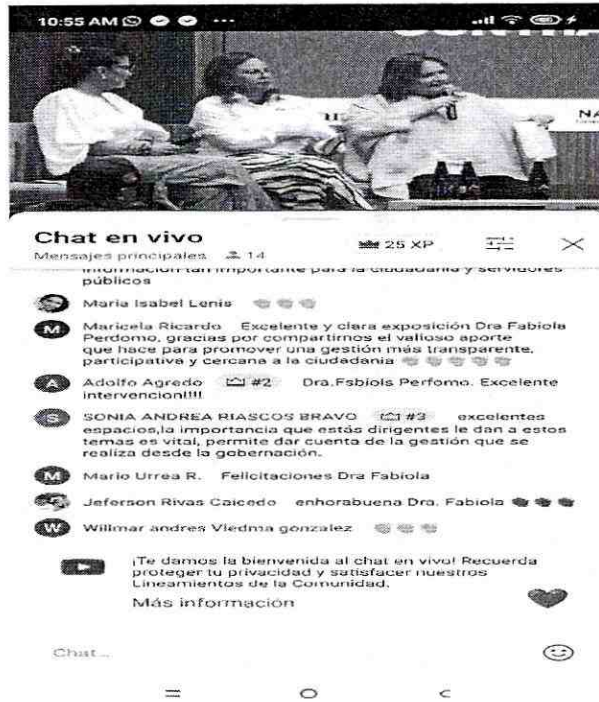 10:55 AM
Chat en vivo
Mensajes principales 14
25 XP
información tan importante para la ciudadanía y servidores
públicos
Maria Isabel Lenis
M Maricela Ricardo Excelente y clara exposición Dra Fabiola
Perdomo, gracias por compartirnos el valioso aporte
que hace para promover una gestión más transparente,
participativa y cercana a la ciudadanía
A Adolfo Agredo #2 Dra.Fsbiols Perfomo. Excelente
intervencion!!!!
S SONIA ANDREA RIASCOS BRAVO #3 excelentes
espacios,la importancia que estás dirigentes le dan a estos
temas es vital, permite dar cuenta de la gestión que se
realiza desde la gobernación.
M Mario Urrea R. Felicitaciones Dra Fabiola
Jeferson Rivas Caicedo enhorabuena Dra. Fabiola
W Willmar andres Viedma gonzalez
¡Te damos la bienvenida al chat en vivo! Recuerda
proteger tu privacidad y satisfacer nuestros
Lineamientos de la Comunidad.
Más información
Chat...